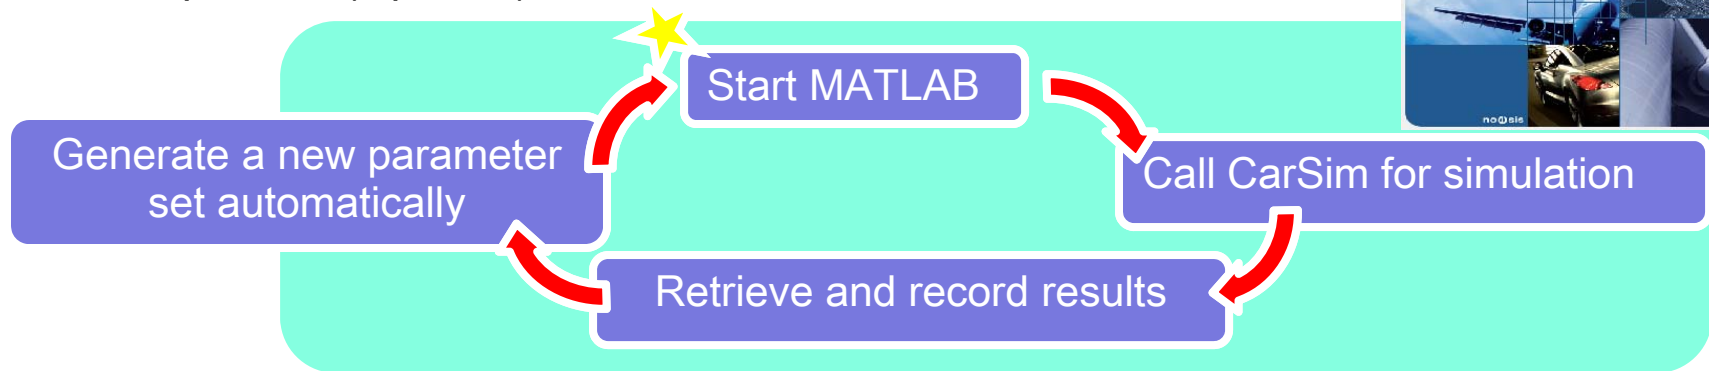 Start MATLAB
Generate a new parameter
set automatically
Call CarSim for simulation
Retrieve and record results